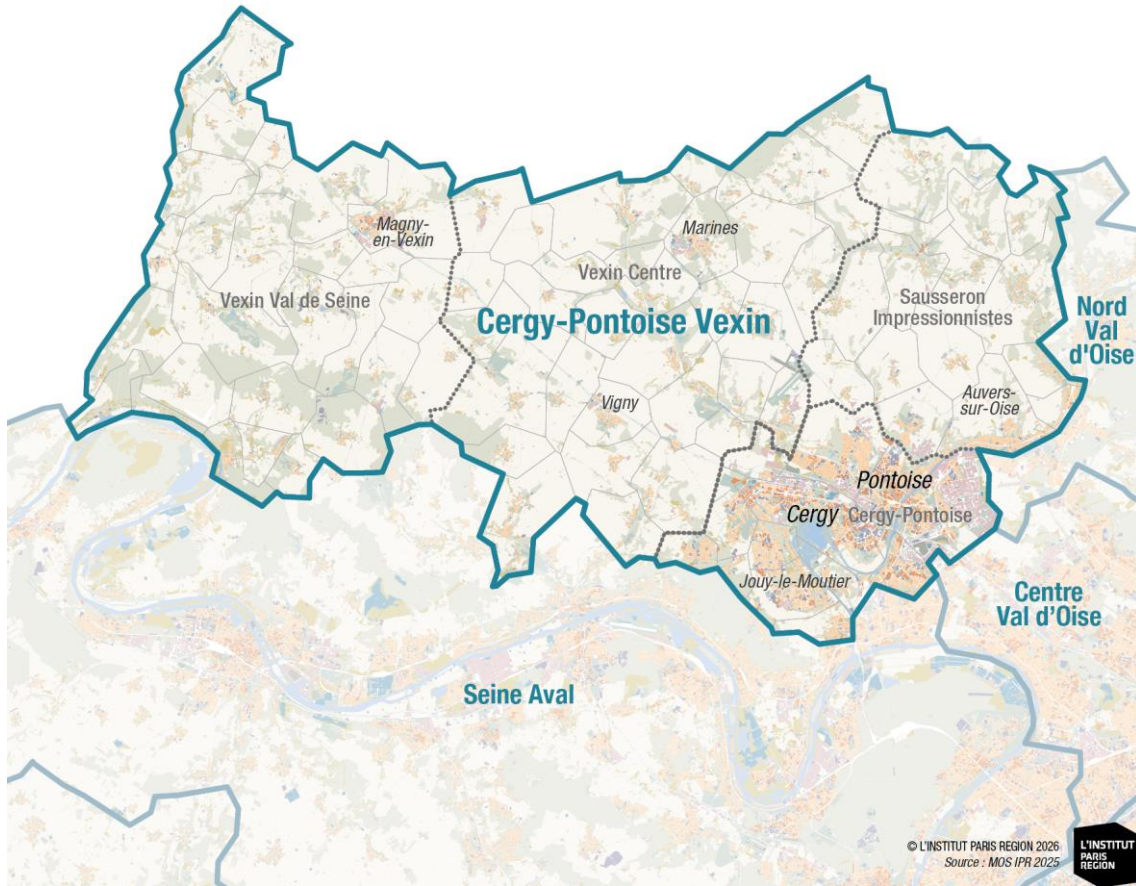 Magny-
en-Vexin
Marines
Vexin Centre
Vexin Val de Seine
Sausseron
Impressionnistes
Cergy-Pontoise Vexin
Nord
Val
d'Oise
Vigny
Auvers-
sur-Oise
Pontoise
Cergy
Cergy-Pontoise
Jouy-le-Moutier
Centre
Val d'Oise
Seine Aval
© L'INSTITUT PARIS REGION 2026
Source : MOS IPR 2025
L'INSTITUT
PARIS
REGION